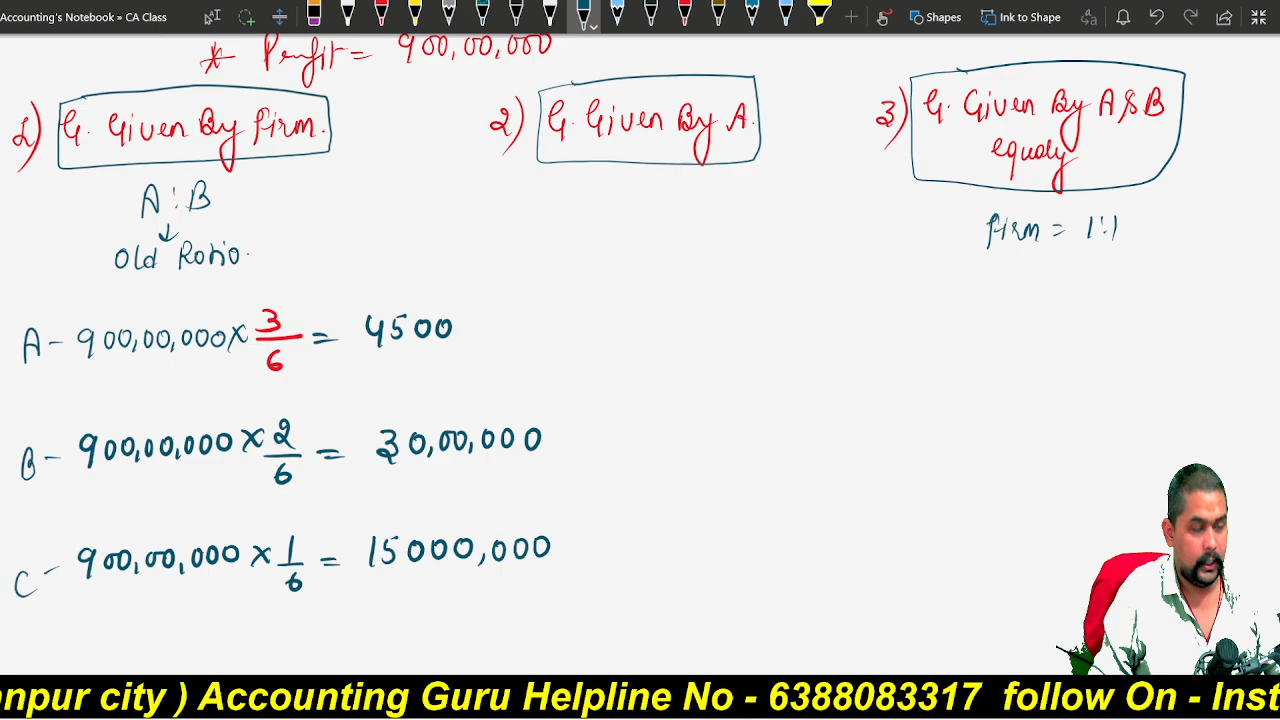 Accounting's Notebook » CA Class
Shapes
Ink to Shape
* Profit = 900,00,000
1) G. Given By firm.
A : B
Old Ratio.
2) G. Given By A.
3) G. Given By A & B
equaly
firm = 1:1
A - 900,00,000 × 3/6 = 4500
B - 900,00,000 × 2/6 = 30,00,000
C - 900,00,000 × 1/6 = 15000,000
nnpur city ) Accounting Guru Helpline No - 6388083317 follow On - Inst